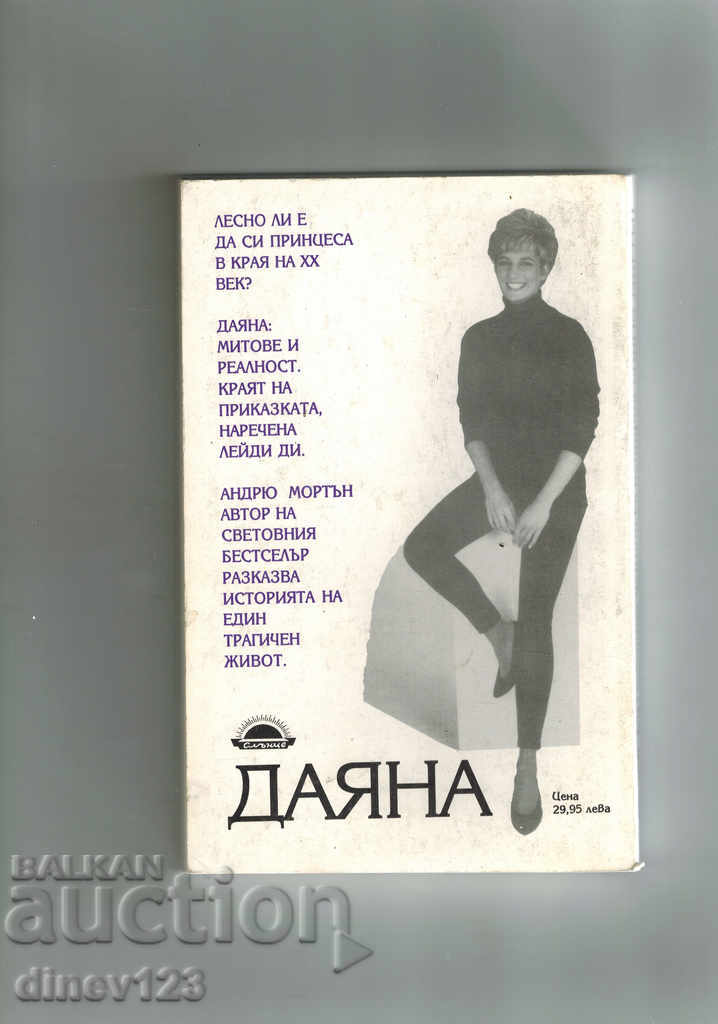 ЛЕСНО ЛИ Е
ДА СИ ПРИНЦЕСА
В КРАЯ НА ХХ
ВЕК?
ДАЯНА:
МИТОВЕ И
РЕАЛНОСТ.
КРАЯТ НА
ПРИКАЗКАТА,
НАРЕЧЕНА
ЛЕЙДИ ДИ.
АНДРЮ МОРТЪН
АВТОР НА
СВЕТОВНИЯ
БЕСТСЕЛЪР
РАЗКАЗВА
ИСТОРИЯТА НА
ЕДИН
ТРАГИЧЕН
ЖИВОТ.
Слънце
ДАЯНА
Цена
29,95 лева
BALKAN
auction
dinev123